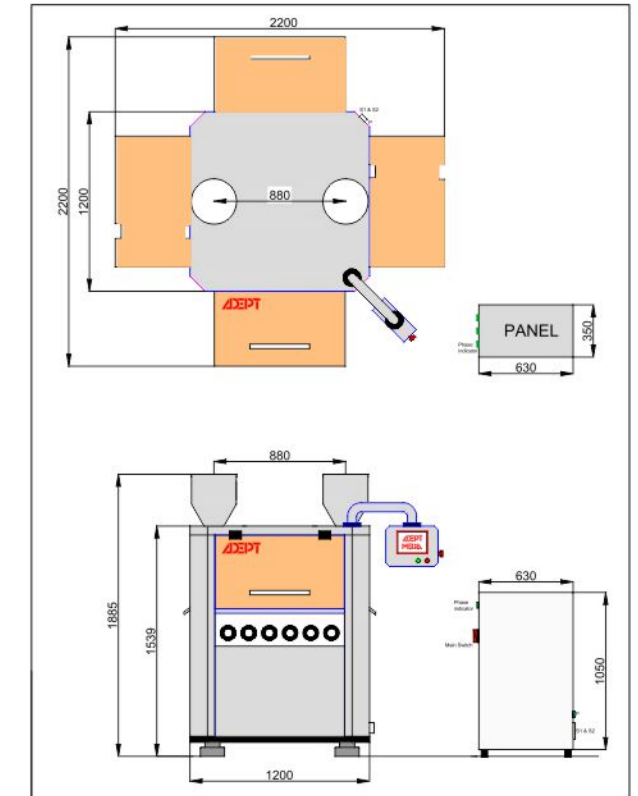 2200
S1 & S2
2200
1200
880
ADEPT
PANEL
350
Phase
indicator
630
880
ADEPT
ADEPT
MEGA
1885
1539
630
Phase
indicator
Main Switch
1050
S1 & S2
1200